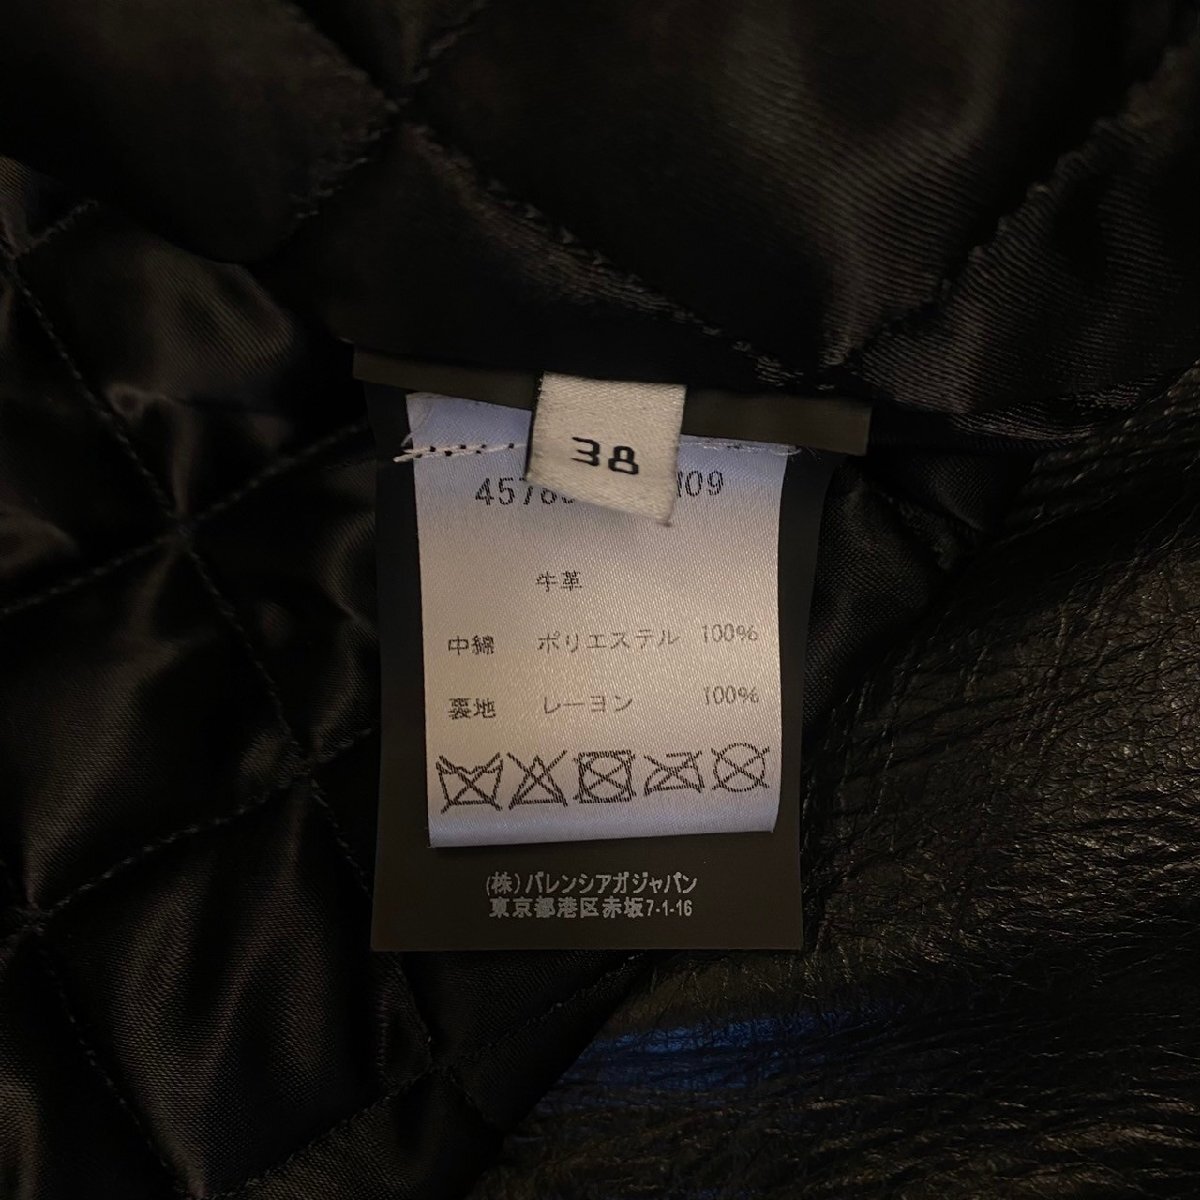 38
牛革
中綿 ポリエステル 100%
裏地 レーヨン 100%
(株)バレンシアガジャパン
東京都港区赤坂7-1-16